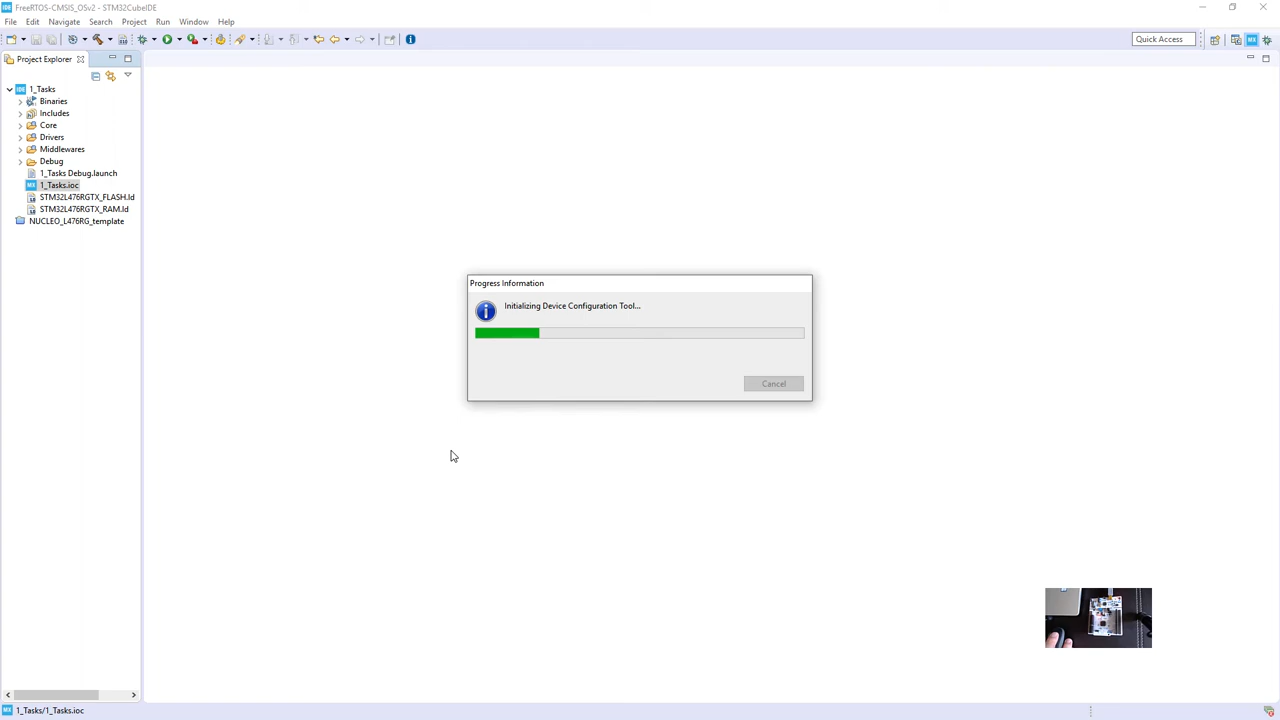 FreeRTOS-CMSIS_OSv2 - STM32CubeIDE
File Edit Navigate Search Project Run Window Help
Quick Access
Project Explorer
1_Tasks
Binaries
Includes
Core
Drivers
Middlewares
Debug
1_Tasks Debug.launch
1_Tasks.ioc
STM32L476RGTX_FLASH.ld
STM32L476RGTX_RAM.ld
NUCLEO_L476RG_template
Progress Information
Initializing Device Configuration Tool...
Cancel
1_Tasks/1_Tasks.ioc